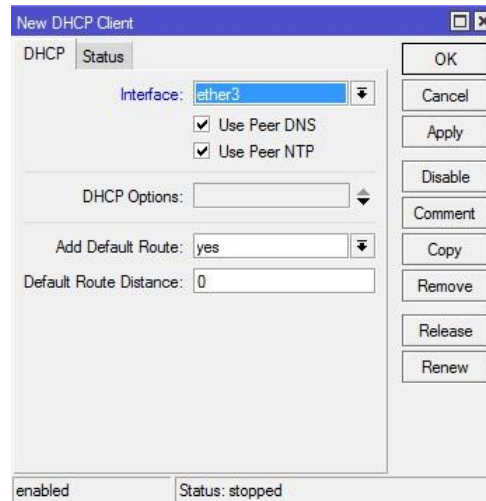 New DHCP Client
DHCP Status
Interface: ether3
Use Peer DNS
Use Peer NTP
DHCP Options:
Add Default Route: yes
Default Route Distance: 0
OK
Cancel
Apply
Disable
Comment
Copy
Remove
Release
Renew
enabled Status: stopped